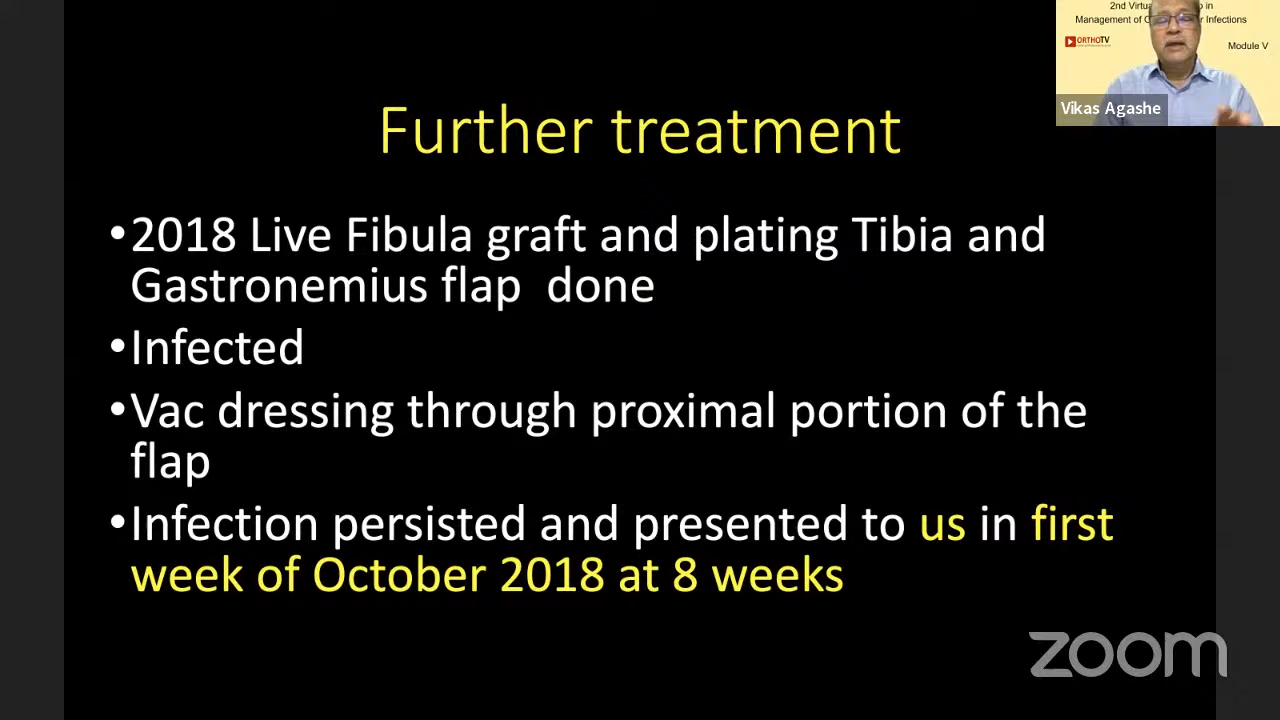 2nd Virtu p in
Management of O r Infections
ORTHOTV
Module V
Vikas Agashe
Further treatment
•2018 Live Fibula graft and plating Tibia and
Gastronemius flap done
•Infected
•Vac dressing through proximal portion of the
flap
•Infection persisted and presented to us in first
week of October 2018 at 8 weeks
zoom